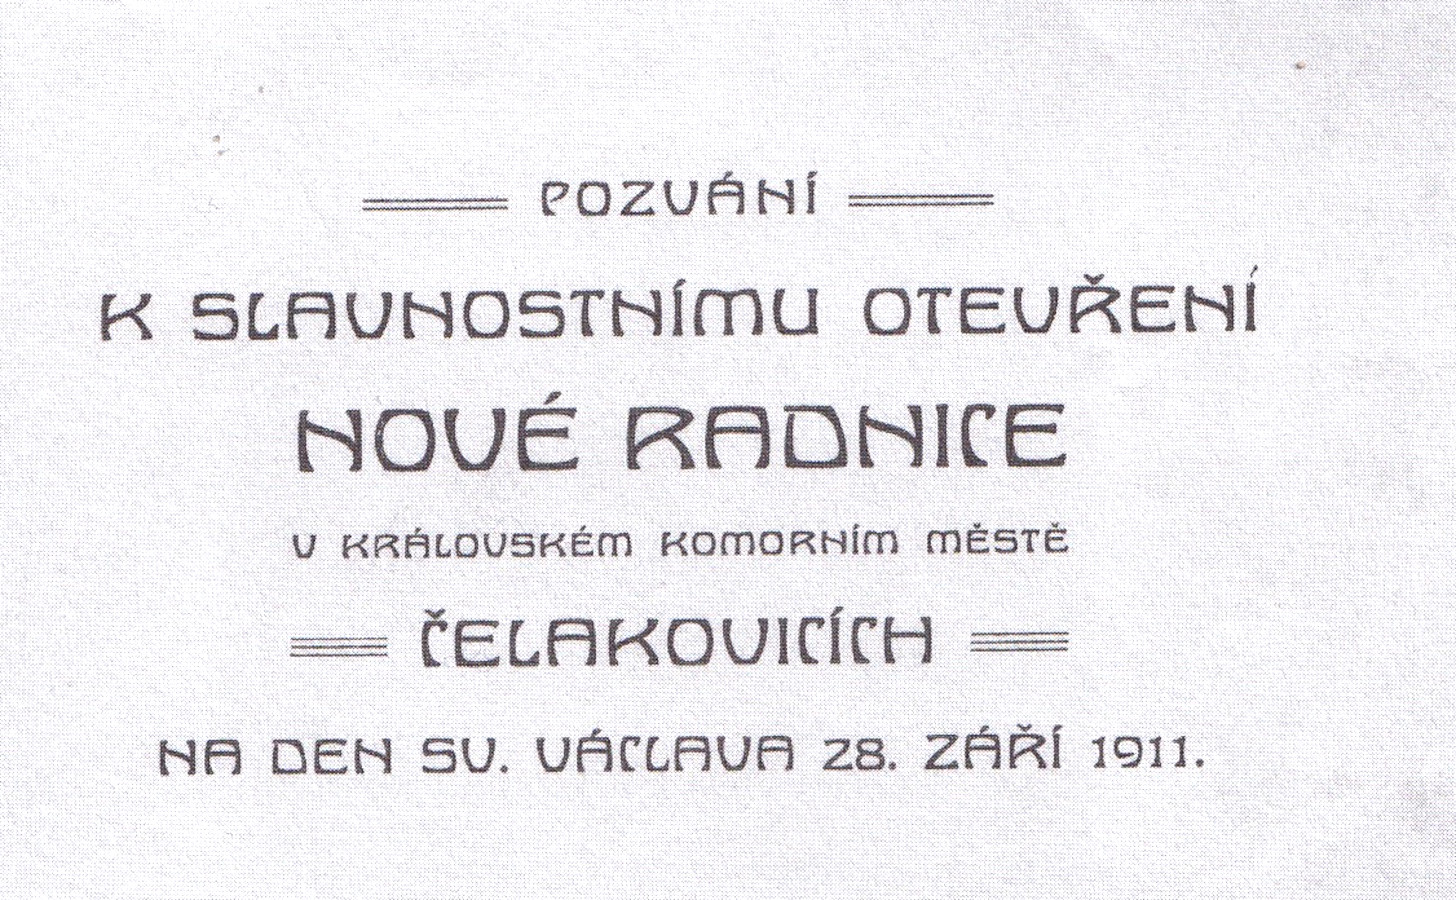 POZVÁNÍ
K SLAVNOSTNÍMU OTEVŘENÍ
NOVÉ RADNICE
V KRÁLOVSKÉM KOMORNÍM MĚSTĚ
ČELAKOVICÍCH
NA DEN SV. VÁCLAVA 28. ZÁŘÍ 1911.